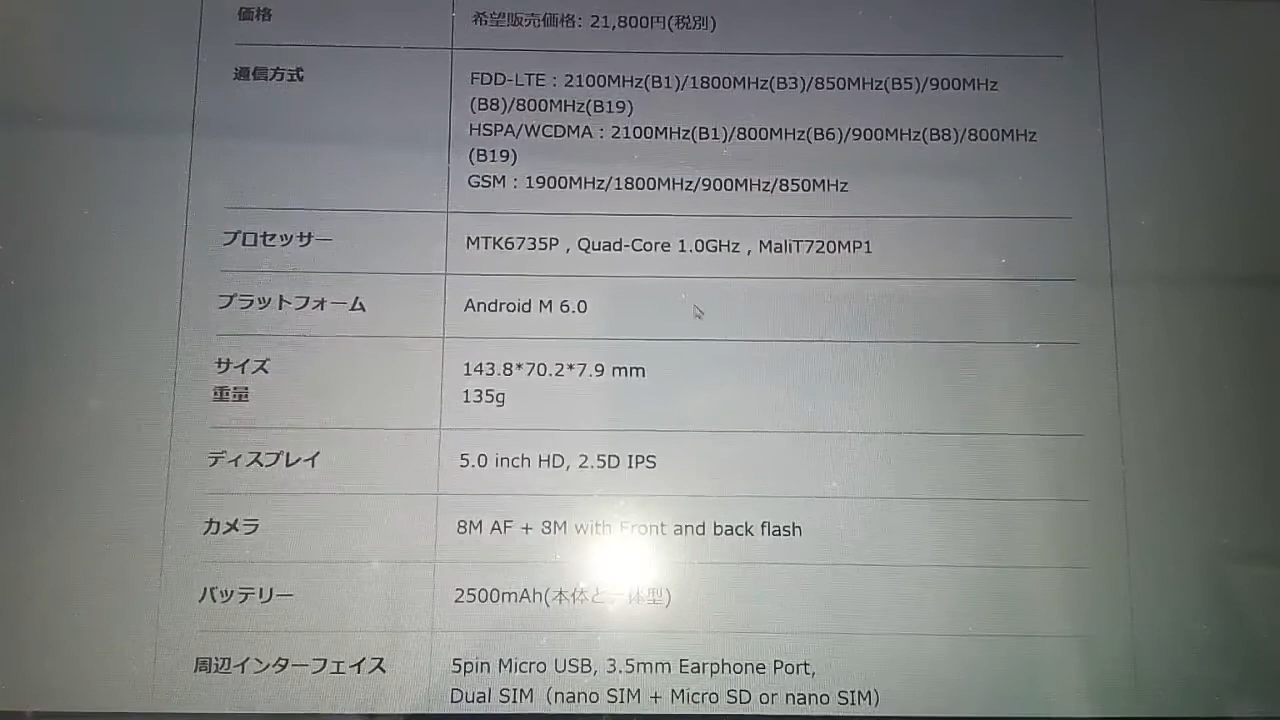 価格
希望販売価格: 21,800円(税別)
通信方式
FDD-LTE : 2100MHz(B1)/1800MHz(B3)/850MHz(B5)/900MHz
(B8)/800MHz(B19)
HSPA/WCDMA : 2100MHz(B1)/800MHz(B6)/900MHz(B8)/800MHz
(B19)
GSM : 1900MHz/1800MHz/900MHz/850MHz
プロセッサー
MTK6735P , Quad-Core 1.0GHz , MaliT720MP1
プラットフォーム
Android M 6.0
サイズ
重量
143.8*70.2*7.9 mm
135g
ディスプレイ
5.0 inch HD, 2.5D IPS
カメラ
8M AF + 8M with Front and back flash
バッテリー
2500mAh(本体と一体型)
周辺インターフェイス
5pin Micro USB, 3.5mm Earphone Port,
Dual SIM（nano SIM + Micro SD or nano SIM）